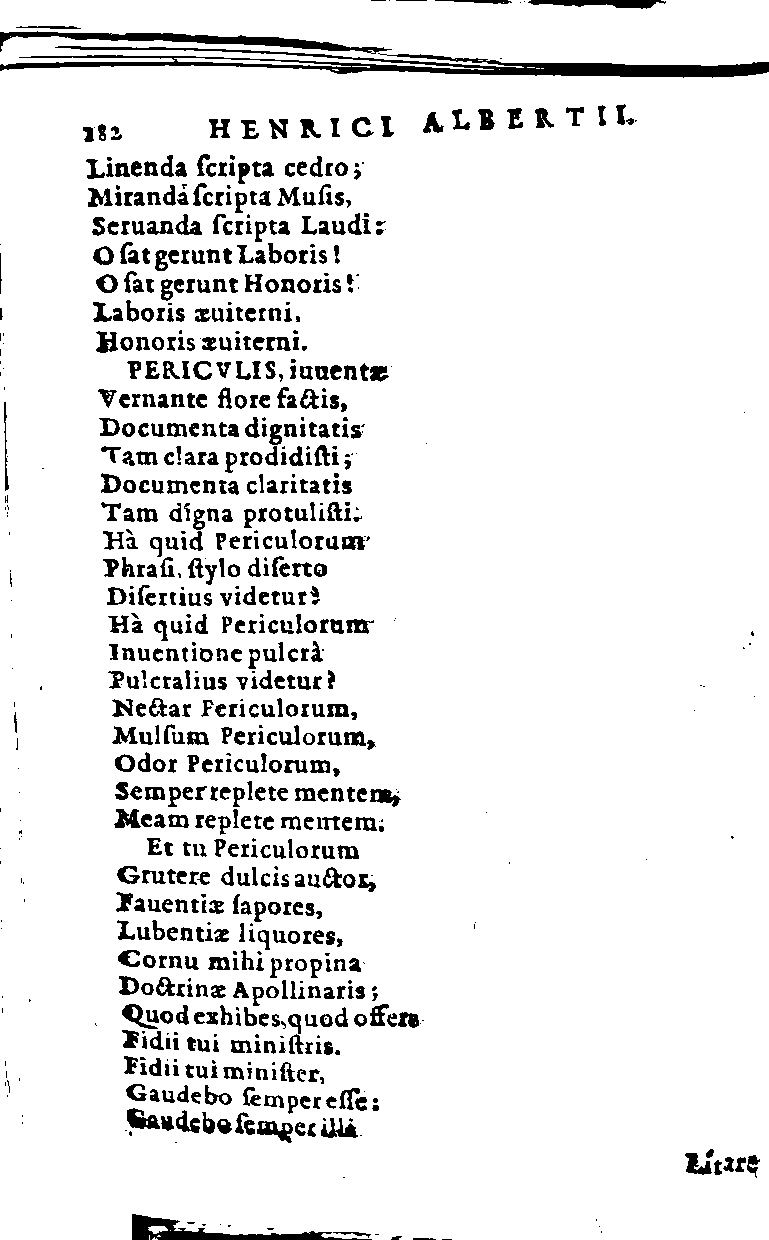 182 HENRICI ALBERTII.
Linenda ſcripta cedro;
Mirandá ſcripta Muſis,
Seruanda ſcripta Laudi:
O ſat gerunt Laboris!
O ſat gerunt Honoris!
Laboris æuiterni.
Honoris æuiterni.
PERICVLIS, iuuentæ
Vernante flore factis,
Documenta dignitatis
Tam clara prodidiſti;
Documenta claritatis
Tam digna protuliſti.
Hà quid Periculorum
Phraſi, ſtylo diſerto
Diſertius videtur?
Hà quid Periculorum
Inuentione pulcrà
Pulcralius videtur?
Nectar Periculorum,
Mulſum Periculorum,
Odor Periculorum,
Semper replete mentem,
Meam replete mentem.
Et tu Periculorum
Grutere dulcis auctor,
Fauentiæ ſapores,
Lubentiæ liquores,
Cornu mihi propina
Doctrinæ Apollinaris;
Quod exhibes, quod offers
Fidii tui miniſtris.
Fidii tui miniſter,
Gaudebo ſemper eſſe:
Gaudebo ſemper illi
Litare